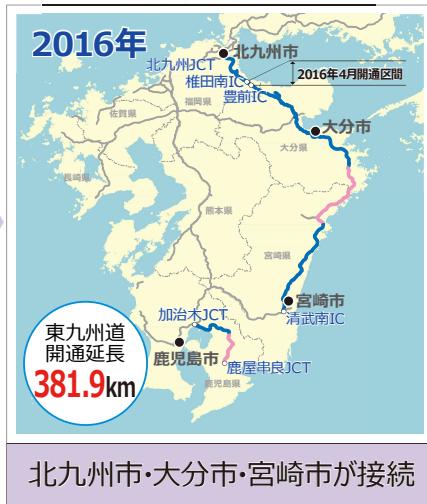 2016年
北九州市
北九州JCT
椎田南IC
2016年4月開通区間
豊前IC
福岡県
大分市
佐賀県
大分県
長崎県
熊本県
宮崎県
宮崎市
加治木JCT
清武南IC
東九州道
開通延長
381.9km
鹿児島市
鹿屋串良JCT
鹿児島県
北九州市・大分市・宮崎市が接続